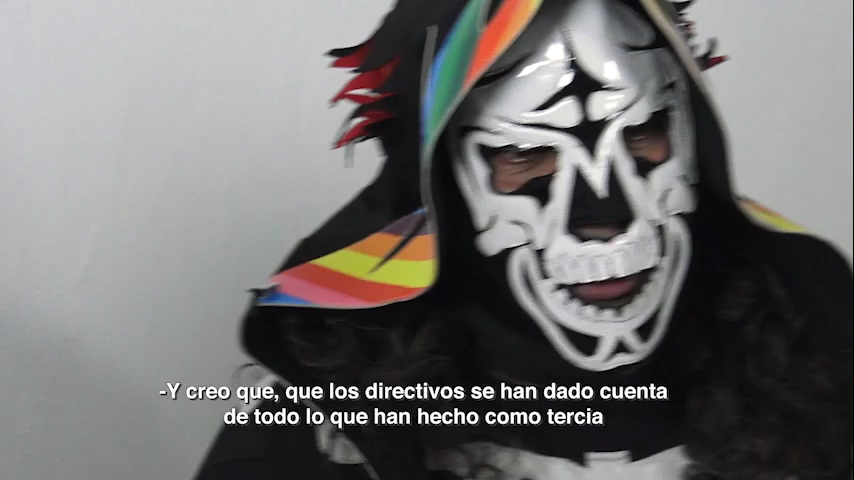 -Y creo que, que los directivos se han dado cuenta
de todo lo que han hecho como tercia